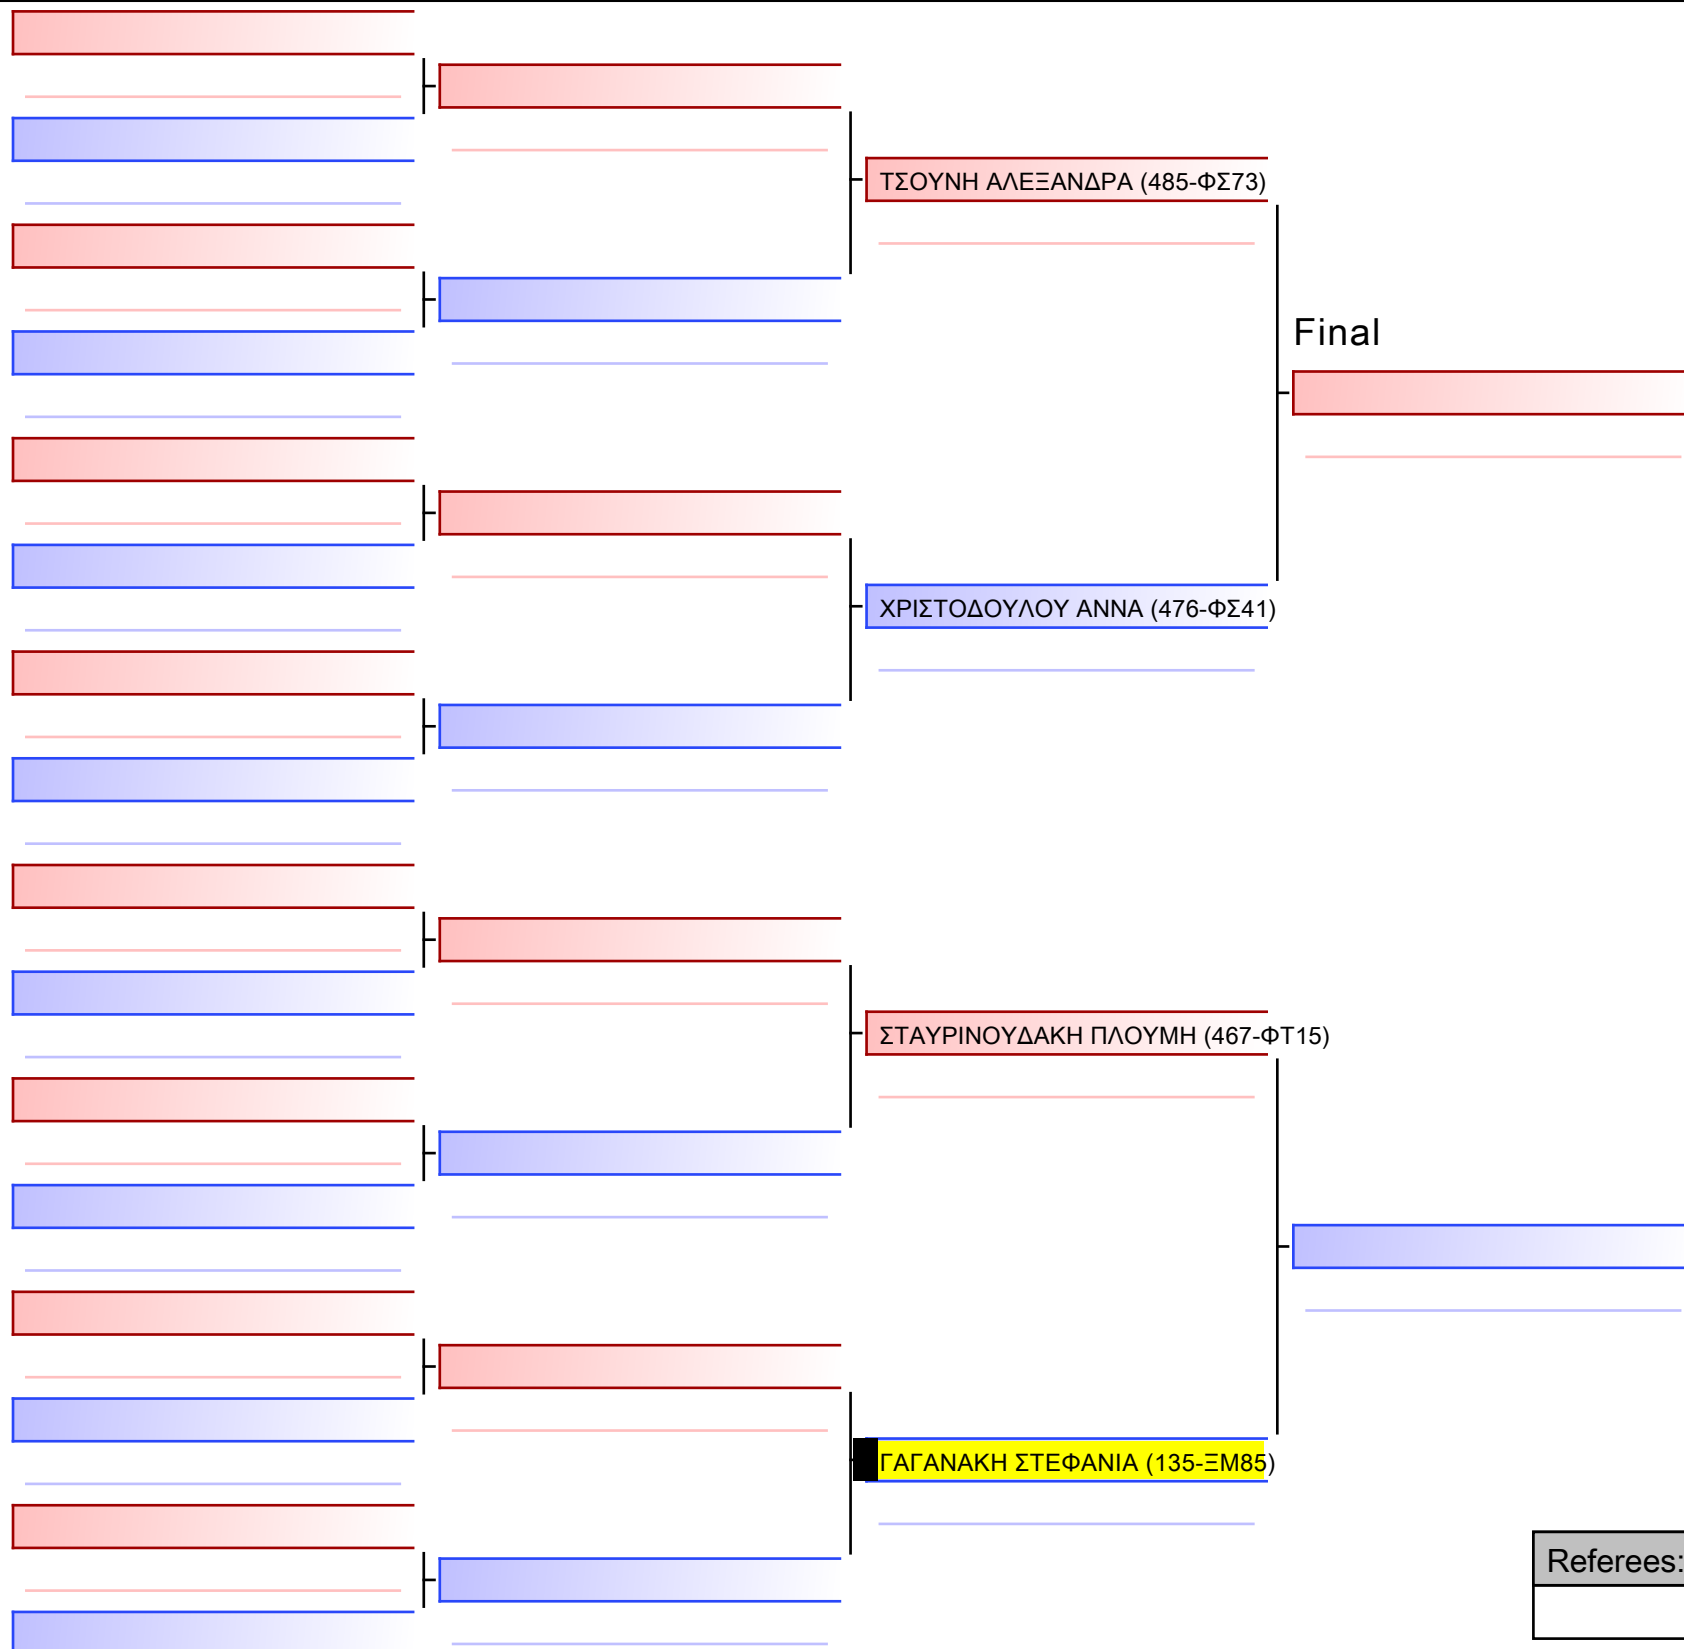 ΤΣΟΥΝΗ ΑΛΕΞΑΝΔΡΑ (485-ΦΣ73)
Final
ΧΡΙΣΤΟΔΟΥΛΟΥ ΑΝΝΑ (476-ΦΣ41)
ΣΤΑΥΡΙΝΟΥΔΑΚΗ ΠΛΟΥΜΗ (467-ΦΤ15)
ΓΑΓΑΝΑΚΗ ΣΤΕΦΑΝΙΑ (135-ΞΜ85)
Referees: